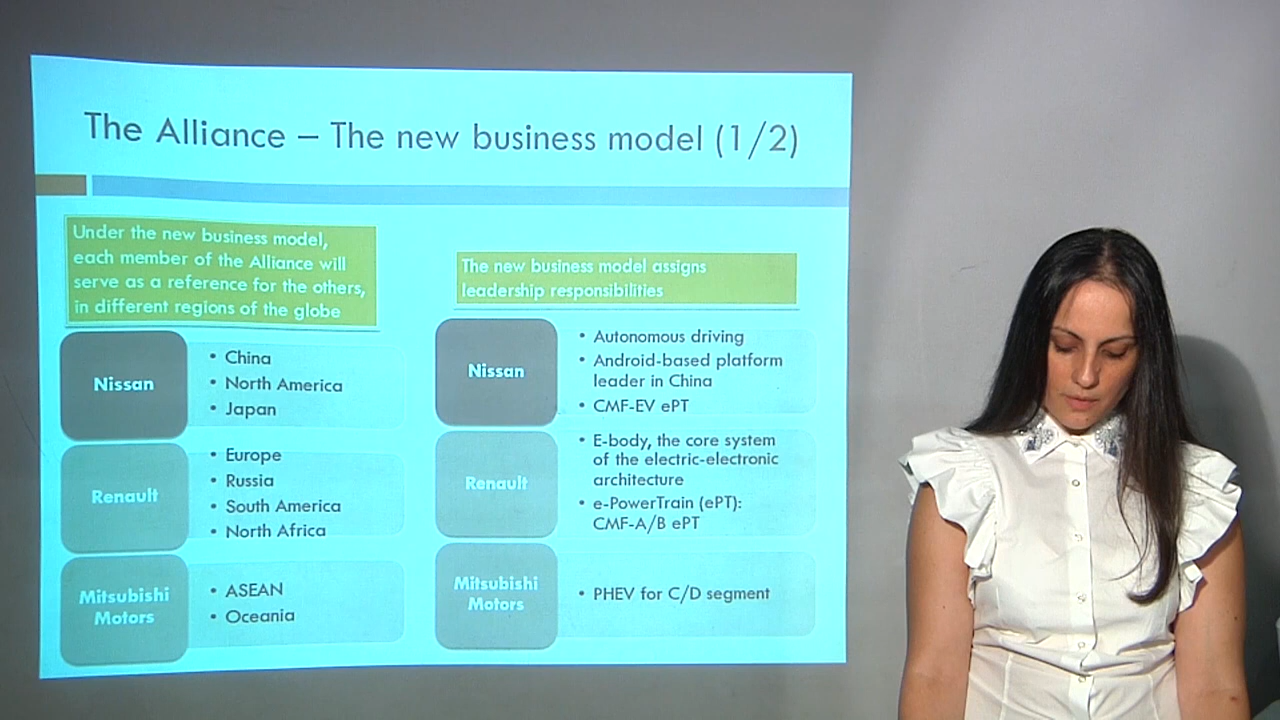 The Alliance – The new business model (1/2)
Under the new business model,
each member of the Alliance will
serve as a reference for the others,
in different regions of the globe
Nissan
• China
• North America
• Japan
Renault
• Europe
• Russia
• South America
• North Africa
Mitsubishi
Motors
• ASEAN
• Oceania
The new business model assigns
leadership responsibilities
Nissan
• Autonomous driving
• Android-based platform
leader in China
• CMF-EV ePT
Renault
• E-body, the core system
of the electric-electronic
architecture
• e-PowerTrain (ePT):
CMF-A/B ePT
Mitsubishi
Motors
• PHEV for C/D segment